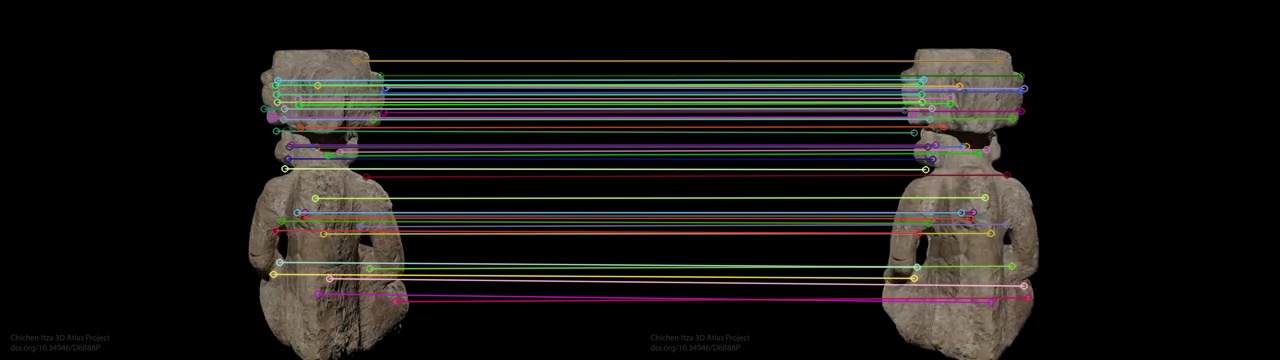 Chichen Itza 3D Atlas Project
doi.org/10.34946/D6B88P
Chichen Itza 3D Atlas Project
doi.org/10.34946/D6B88P